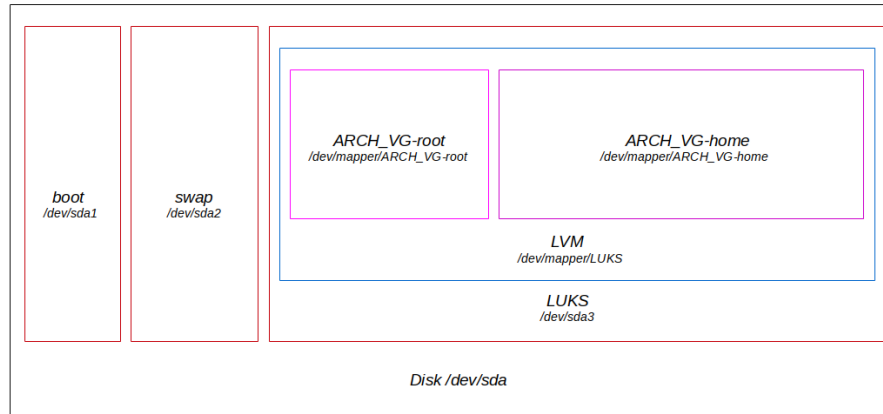 boot
/dev/sda1
swap
/dev/sda2
ARCH_VG-root
/dev/mapper/ARCH_VG-root
ARCH_VG-home
/dev/mapper/ARCH_VG-home
LVM
/dev/mapper/LUKS
LUKS
/dev/sda3
Disk /dev/sda